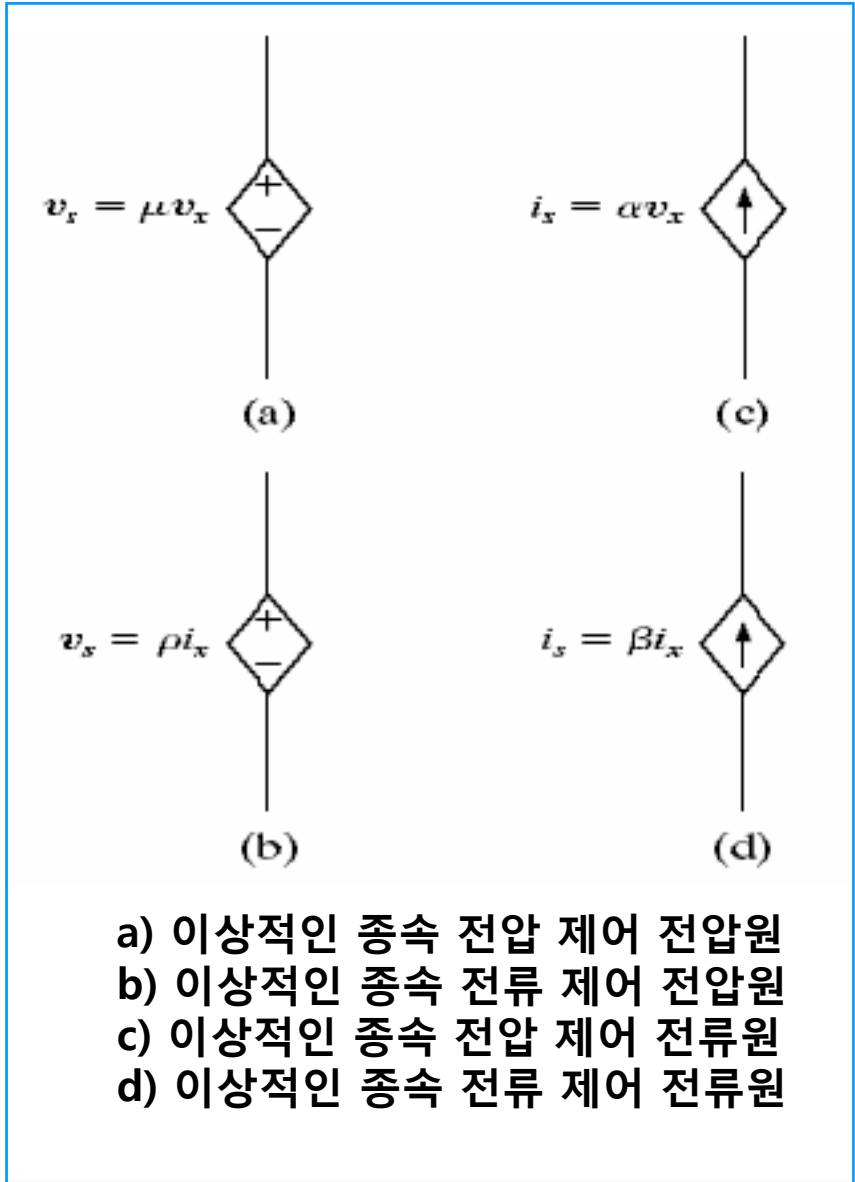 +
−
v_s = μv_x
i_s = αv_x
(a)
(c)
+
−
v_s = ρi_x
i_s = βi_x
(b)
(d)
a) 이상적인 종속 전압 제어 전압원
b) 이상적인 종속 전류 제어 전압원
c) 이상적인 종속 전압 제어 전류원
d) 이상적인 종속 전류 제어 전류원